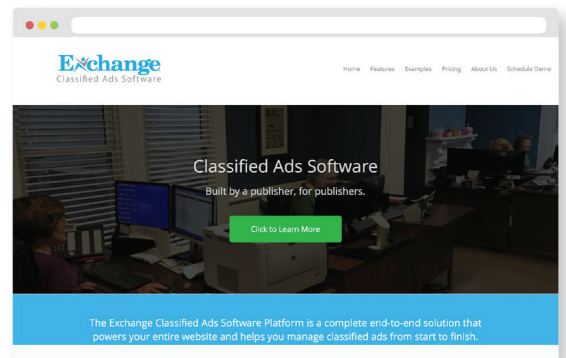 Exchange
Classified Ads Software
Home Features Examples Pricing About Us Schedule Demo
Classified Ads Software
Built by a publisher, for publishers.
Click to Learn More
The Exchange Classified Ads Software Platform is a complete end-to-end solution that
powers your entire website and helps you manage classified ads from start to finish.